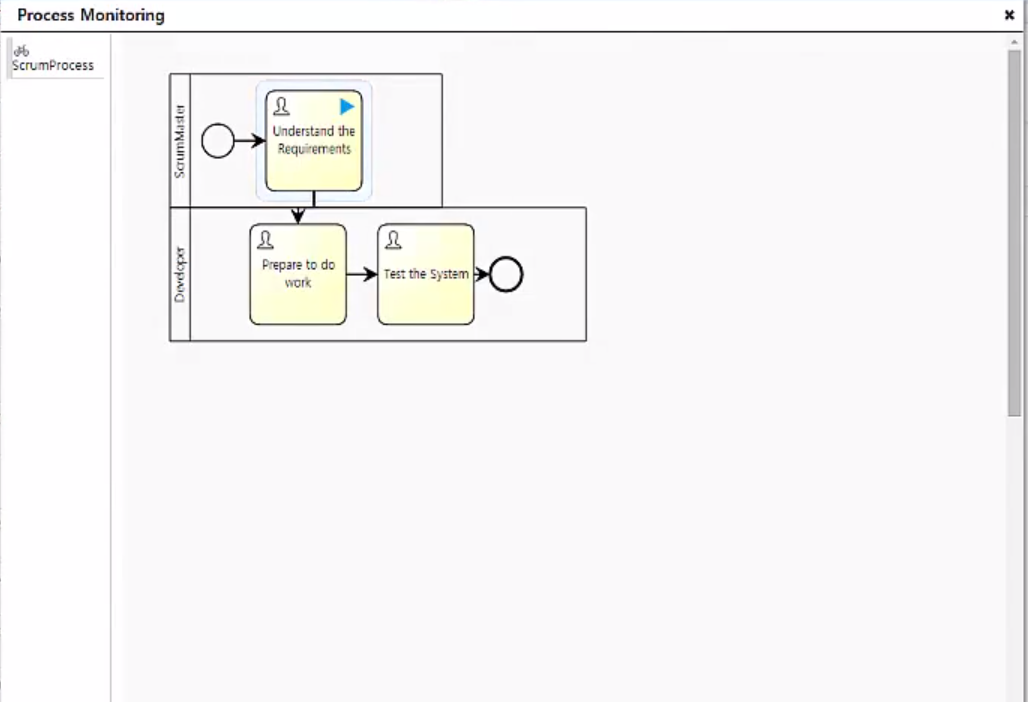 Process Monitoring
ScrumProcess
ScrumMaster
Understand the
Requirements
Developer
Prepare to do
work
Test the System